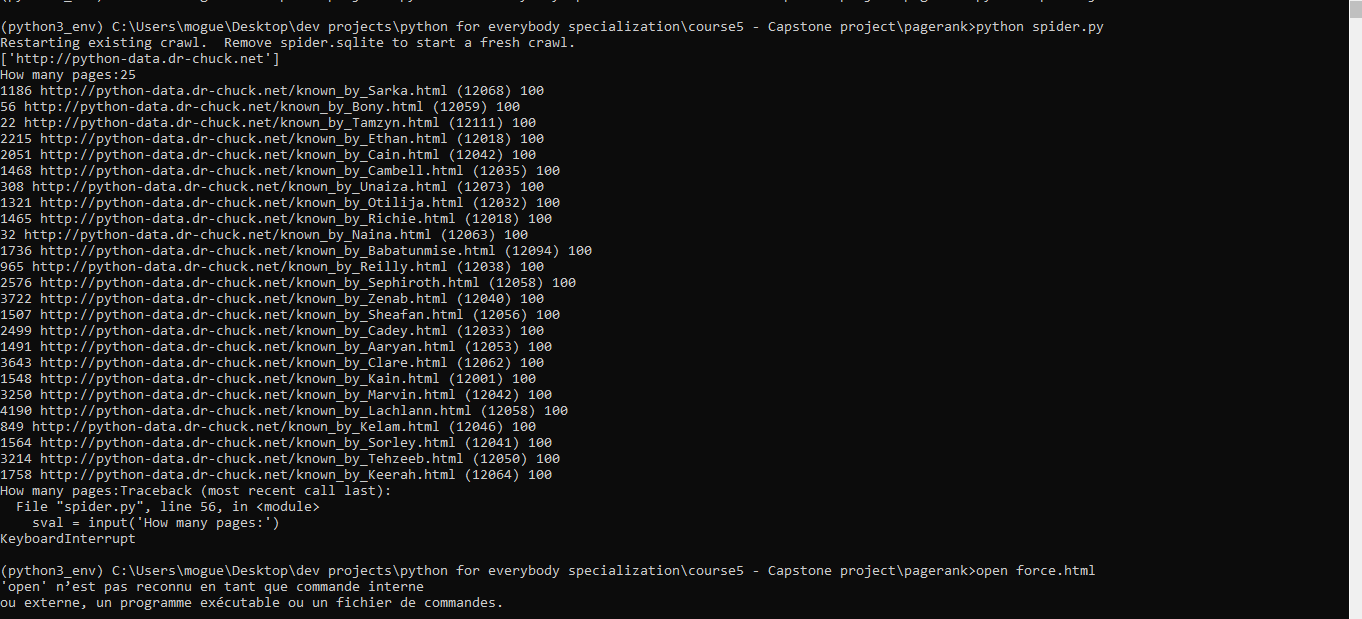 (python3_env) C:\Users\mogue\Desktop\dev projects\python for everybody specialization\course5 - Capstone project\pagerank>python spider.py
Restarting existing crawl.  Remove spider.sqlite to start a fresh crawl.
['http://python-data.dr-chuck.net']
How many pages:25
1186 http://python-data.dr-chuck.net/known_by_Sarka.html (12068) 100
56 http://python-data.dr-chuck.net/known_by_Bony.html (12059) 100
22 http://python-data.dr-chuck.net/known_by_Tamzyn.html (12111) 100
2215 http://python-data.dr-chuck.net/known_by_Ethan.html (12018) 100
2051 http://python-data.dr-chuck.net/known_by_Cain.html (12042) 100
1468 http://python-data.dr-chuck.net/known_by_Cambell.html (12035) 100
308 http://python-data.dr-chuck.net/known_by_Unaiza.html (12073) 100
1321 http://python-data.dr-chuck.net/known_by_Otilija.html (12032) 100
1465 http://python-data.dr-chuck.net/known_by_Richie.html (12018) 100
32 http://python-data.dr-chuck.net/known_by_Naina.html (12063) 100
1736 http://python-data.dr-chuck.net/known_by_Babatunmise.html (12094) 100
965 http://python-data.dr-chuck.net/known_by_Reilly.html (12038) 100
2576 http://python-data.dr-chuck.net/known_by_Sephiroth.html (12058) 100
3722 http://python-data.dr-chuck.net/known_by_Zenab.html (12040) 100
1507 http://python-data.dr-chuck.net/known_by_Sheafan.html (12056) 100
2499 http://python-data.dr-chuck.net/known_by_Cadey.html (12033) 100
1491 http://python-data.dr-chuck.net/known_by_Aaryan.html (12053) 100
3643 http://python-data.dr-chuck.net/known_by_Clare.html (12062) 100
1548 http://python-data.dr-chuck.net/known_by_Kain.html (12001) 100
3250 http://python-data.dr-chuck.net/known_by_Marvin.html (12042) 100
4190 http://python-data.dr-chuck.net/known_by_Lachlann.html (12058) 100
849 http://python-data.dr-chuck.net/known_by_Kelam.html (12046) 100
1564 http://python-data.dr-chuck.net/known_by_Sorley.html (12041) 100
3214 http://python-data.dr-chuck.net/known_by_Tehzeeb.html (12050) 100
1758 http://python-data.dr-chuck.net/known_by_Keerah.html (12064) 100
How many pages:Traceback (most recent call last):
  File "spider.py", line 56, in <module>
    sval = input('How many pages:')
KeyboardInterrupt
(python3_env) C:\Users\mogue\Desktop\dev projects\python for everybody specialization\course5 - Capstone project\pagerank>open force.html
'open' n’est pas reconnu en tant que commande interne
ou externe, un programme exécutable ou un fichier de commandes.